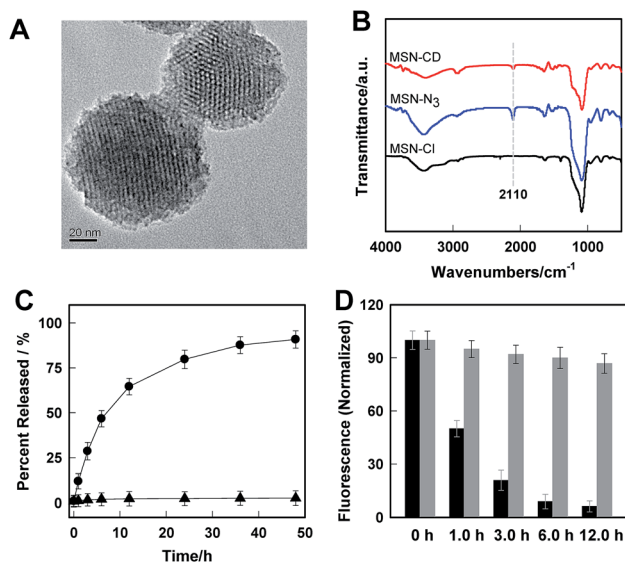 A
20 nm
B
Transmittance/a.u.
MSN-CD
MSN-N3
MSN-Cl
2110
4000 3000 2000 1000
Wavenumbers/cm-1
C
Percent Released / %
100
75
50
25
0
0 10 20 30 40 50
Time/h
D
Fluorescence (Normalized)
120
90
60
30
0
0 h 1.0 h 3.0 h 6.0 h 12.0 h